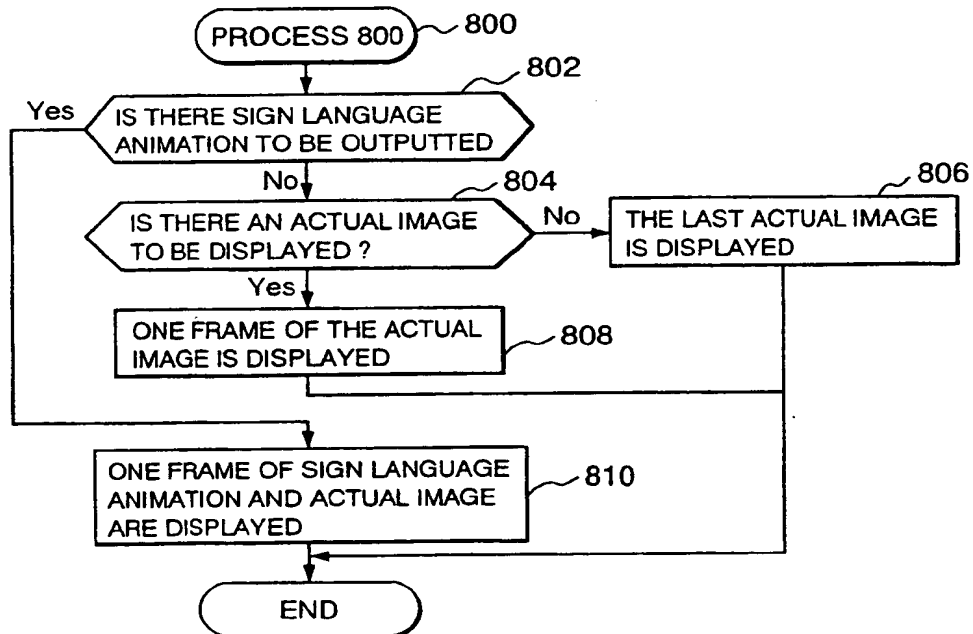 PROCESS 800
800
802
Yes
IS THERE SIGN LANGUAGE
ANIMATION TO BE OUTPUTTED
No
804
806
IS THERE AN ACTUAL IMAGE
TO BE DISPLAYED ?
No
THE LAST ACTUAL IMAGE
IS DISPLAYED
Yes
ONE FRAME OF THE ACTUAL
IMAGE IS DISPLAYED
808
ONE FRAME OF SIGN LANGUAGE
ANIMATION AND ACTUAL IMAGE
ARE DISPLAYED
810
END